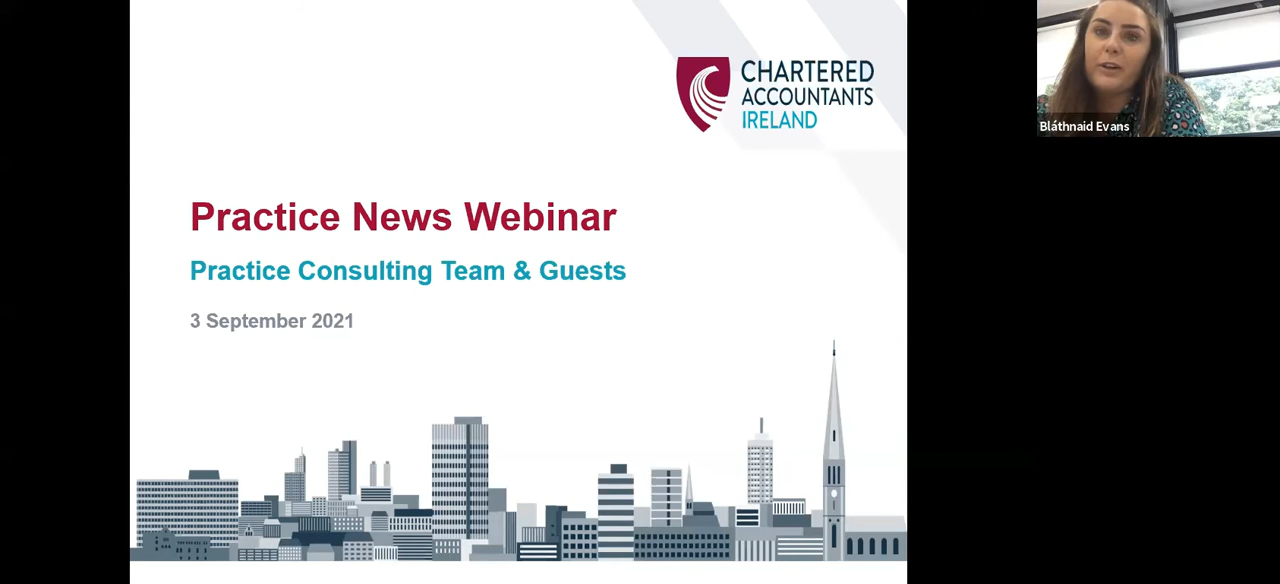 CHARTERED
ACCOUNTANTS
IRELAND
Bláthnaid Evans
Practice News Webinar
Practice Consulting Team & Guests
3 September 2021